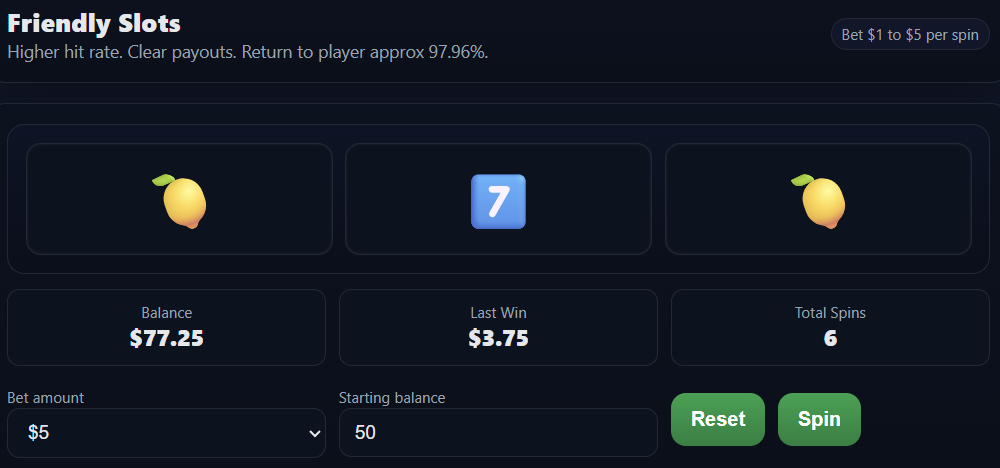 Friendly Slots
Higher hit rate. Clear payouts. Return to player approx 97.96%.
Bet $1 to $5 per spin
7
Balance
$77.25
Last Win
$3.75
Total Spins
6
Bet amount
$5
Starting balance
50
Reset
Spin